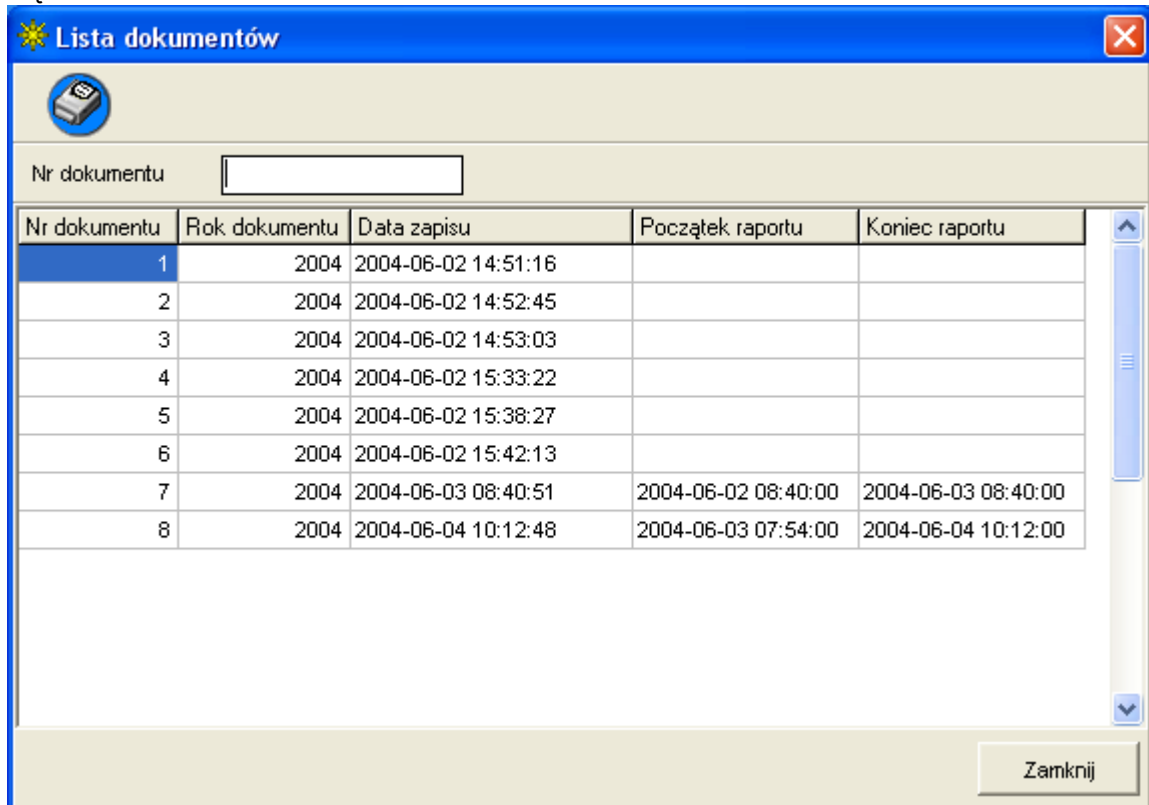 Lista dokumentów
Nr dokumentu
Nr dokumentu Rok dokumentu Data zapisu Początek raportu Koniec raportu
1 2004 2004-06-02 14:51:16
2 2004 2004-06-02 14:52:45
3 2004 2004-06-02 14:53:03
4 2004 2004-06-02 15:33:22
5 2004 2004-06-02 15:38:27
6 2004 2004-06-02 15:42:13
7 2004 2004-06-03 08:40:51 2004-06-02 08:40:00 2004-06-03 08:40:00
8 2004 2004-06-04 10:12:48 2004-06-03 07:54:00 2004-06-04 10:12:00
Zamknij